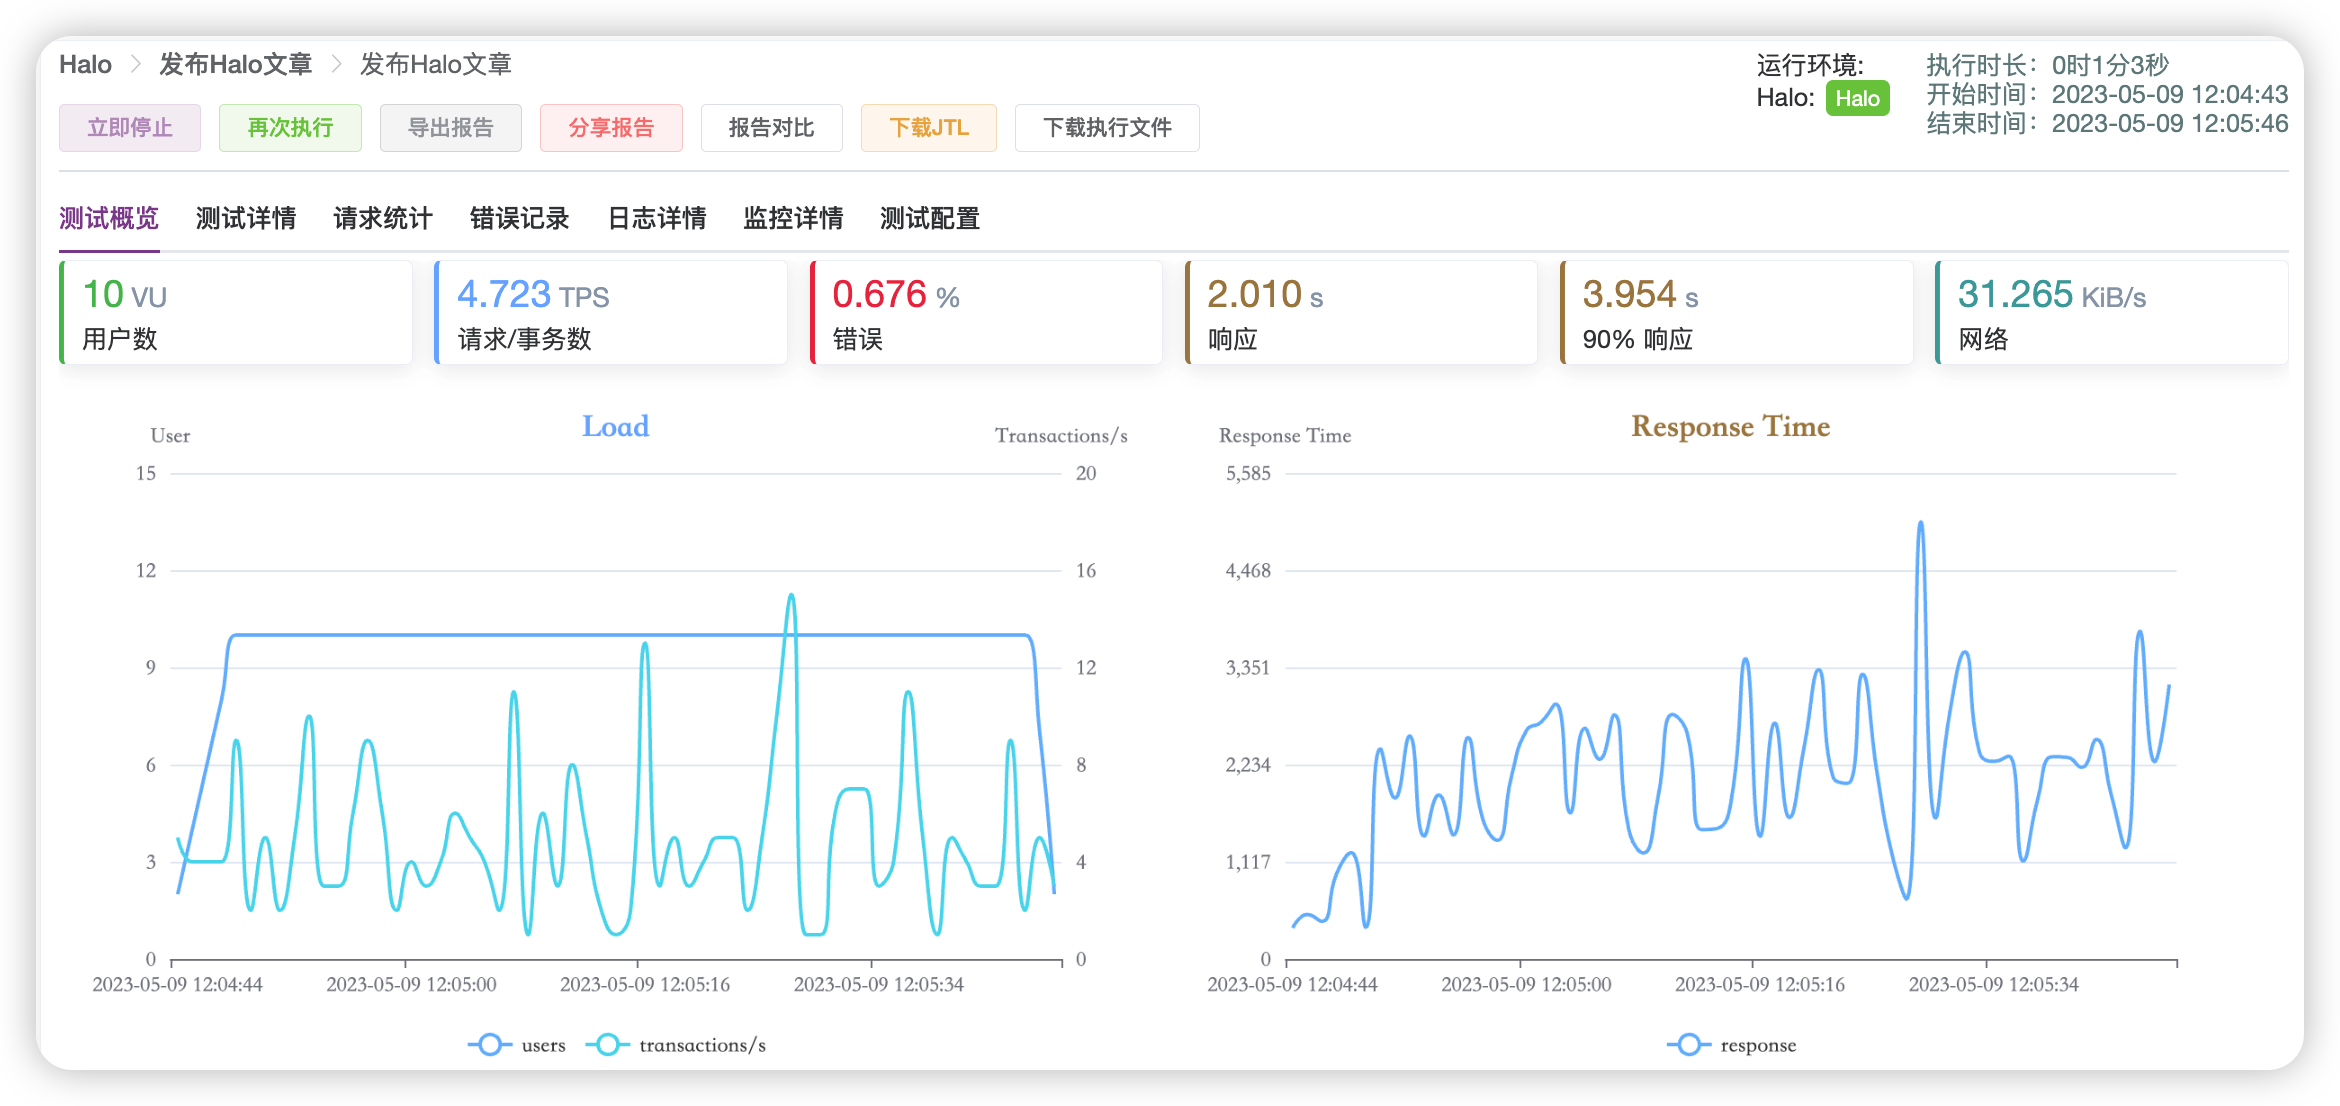 Halo > 发布Halo文章 > 发布Halo文章
运行环境:
Halo: Halo
执行时长：0时1分3秒
开始时间：2023-05-09 12:04:43
结束时间：2023-05-09 12:05:46
立即停止 再次执行 导出报告 分享报告 报告对比 下载JTL 下载执行文件
测试概览 测试详情 请求统计 错误记录 日志详情 监控详情 测试配置
10 VU
用户数
4.723 TPS
请求/事务数
0.676 %
错误
2.010 s
响应
3.954 s
90% 响应
31.265 KiB/s
网络
Load
User
Transactions/s
15 20
12 16
9 12
6 8
3 4
0 0
2023-05-09 12:04:44 2023-05-09 12:05:00 2023-05-09 12:05:16 2023-05-09 12:05:34
users transactions/s
Response Time
Response Time
5,585
4,468
3,351
2,234
1,117
0
2023-05-09 12:04:44 2023-05-09 12:05:00 2023-05-09 12:05:16 2023-05-09 12:05:34
response